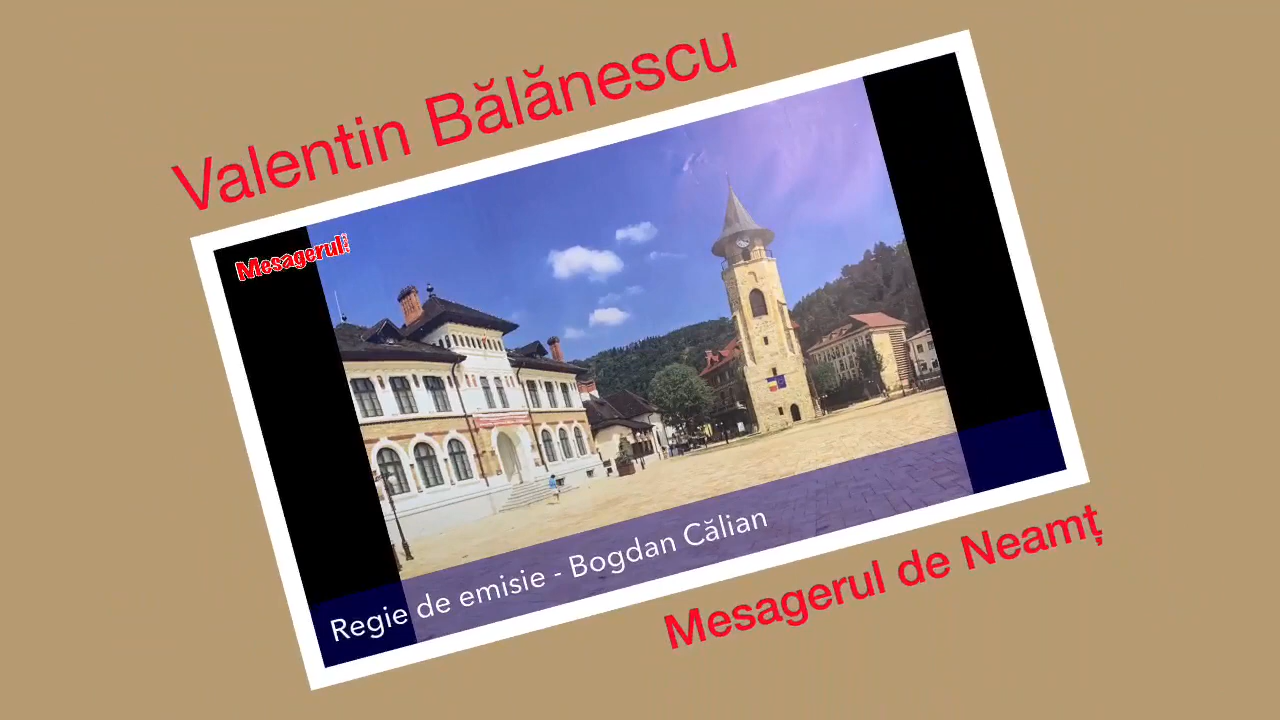 Valentin Bălănescu
Mesagerul
Regie de emisie - Bogdan Călian
Mesagerul de Neamț